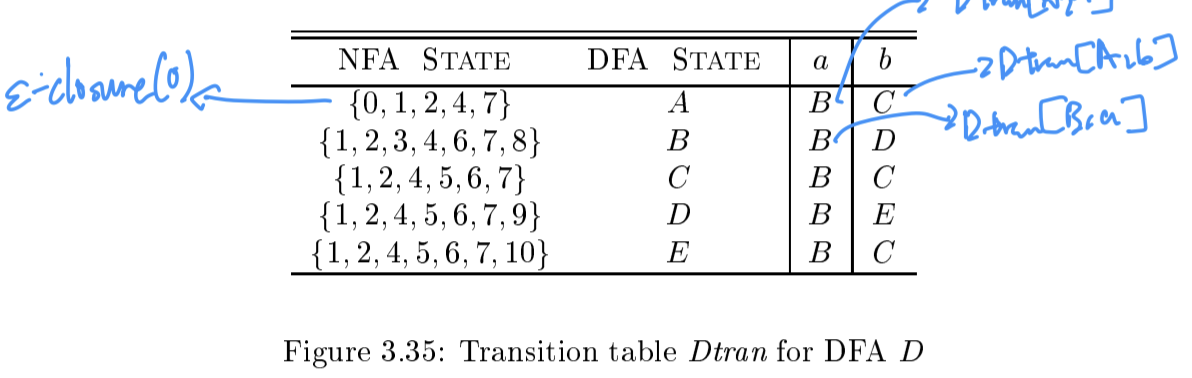 NFA STATE DFA STATE a b
{0, 1, 2, 4, 7} A B C
{1, 2, 3, 4, 6, 7, 8} B B D
{1, 2, 4, 5, 6, 7} C B C
{1, 2, 4, 5, 6, 7, 9} D B E
{1, 2, 4, 5, 6, 7, 10} E B C
ε-closure(0)
Dtran[A,b]
Dtran[B,a]
Figure 3.35: Transition table Dtran for DFA D